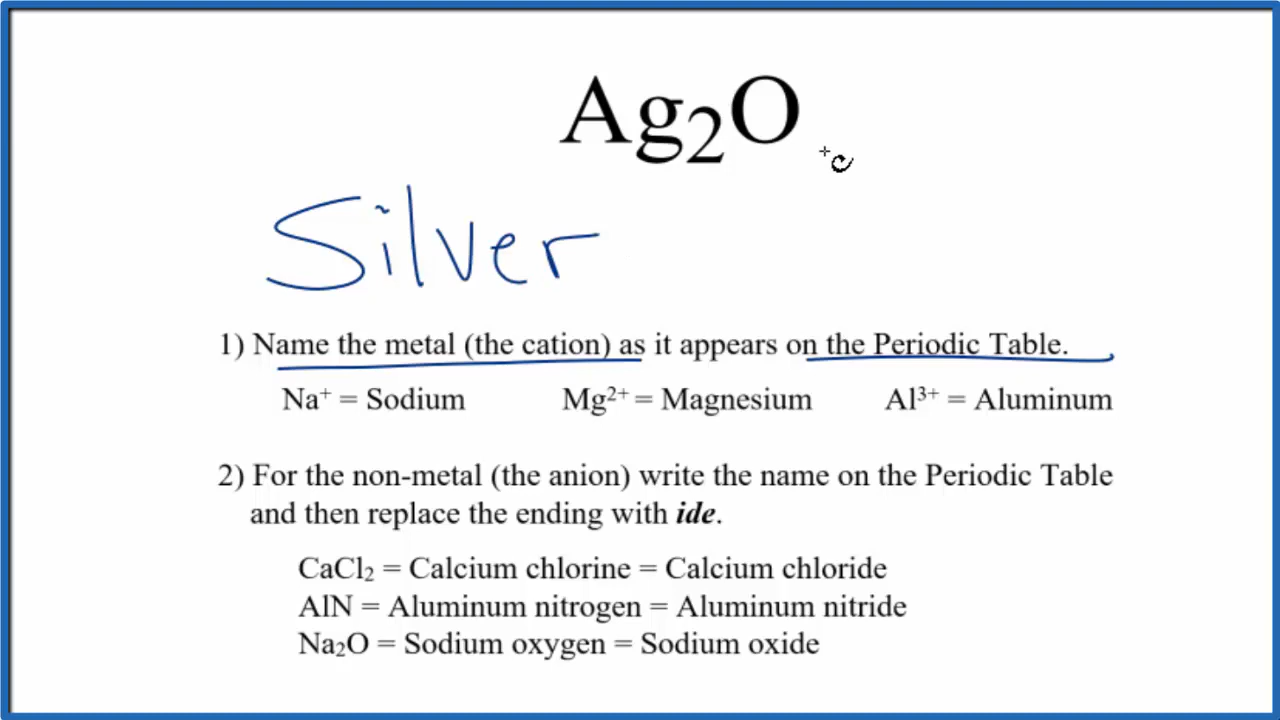 Ag₂O
Silver
1) Name the metal (the cation) as it appears on the Periodic Table.
Na⁺ = Sodium Mg²⁺ = Magnesium Al³⁺ = Aluminum
2) For the non-metal (the anion) write the name on the Periodic Table
and then replace the ending with ide.
CaCl₂ = Calcium chlorine = Calcium chloride
AlN = Aluminum nitrogen = Aluminum nitride
Na₂O = Sodium oxygen = Sodium oxide